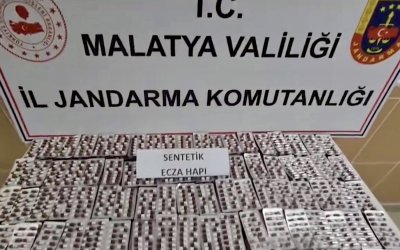 T.C.
MALATYA VALİLİĞİ
İL JANDARMA KOMUTANLIĞI
SENTETİK
ECZA HAPI